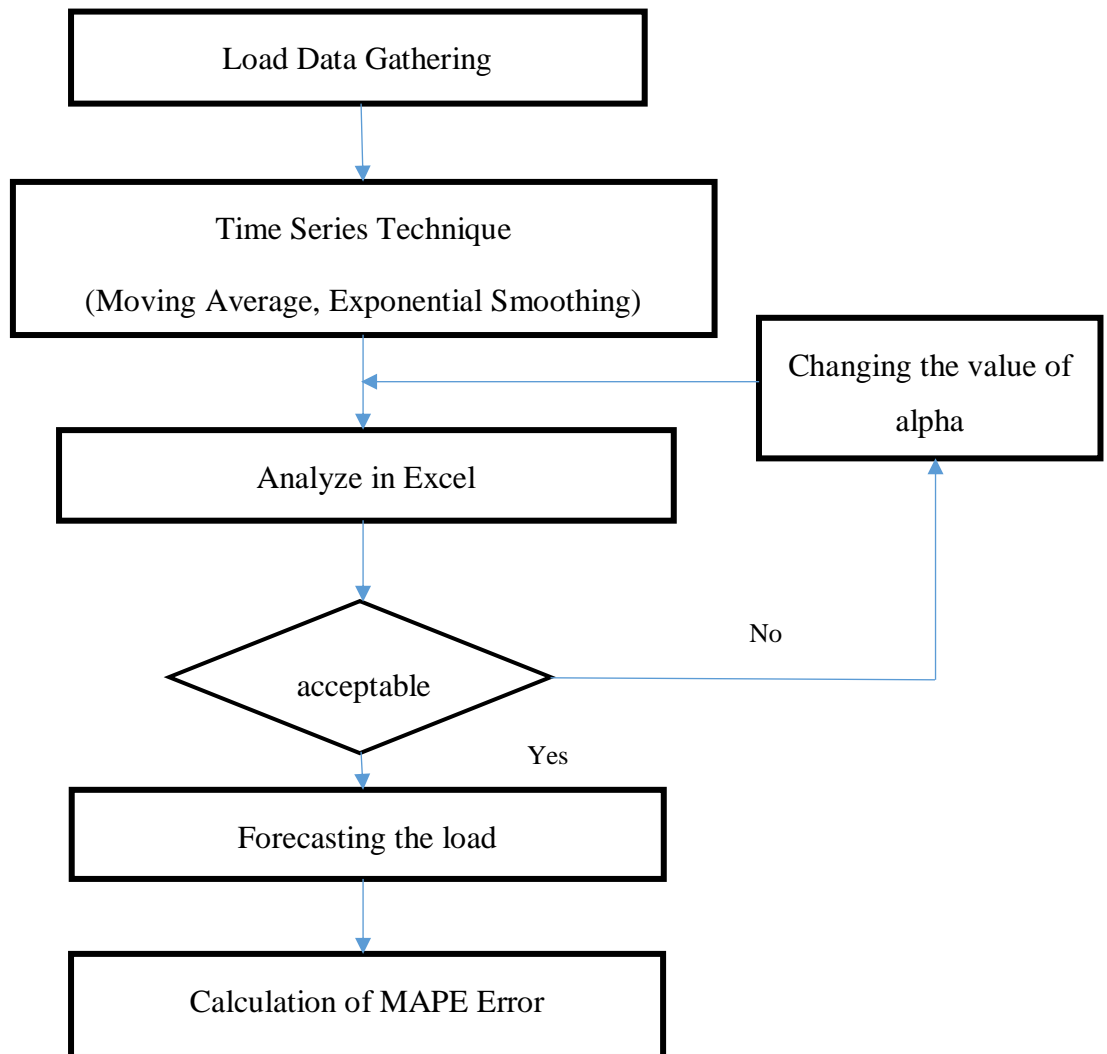 Load Data Gathering
Time Series Technique
(Moving Average, Exponential Smoothing)
Changing the value of
alpha
Analyze in Excel
No
acceptable
Yes
Forecasting the load
Calculation of MAPE Error